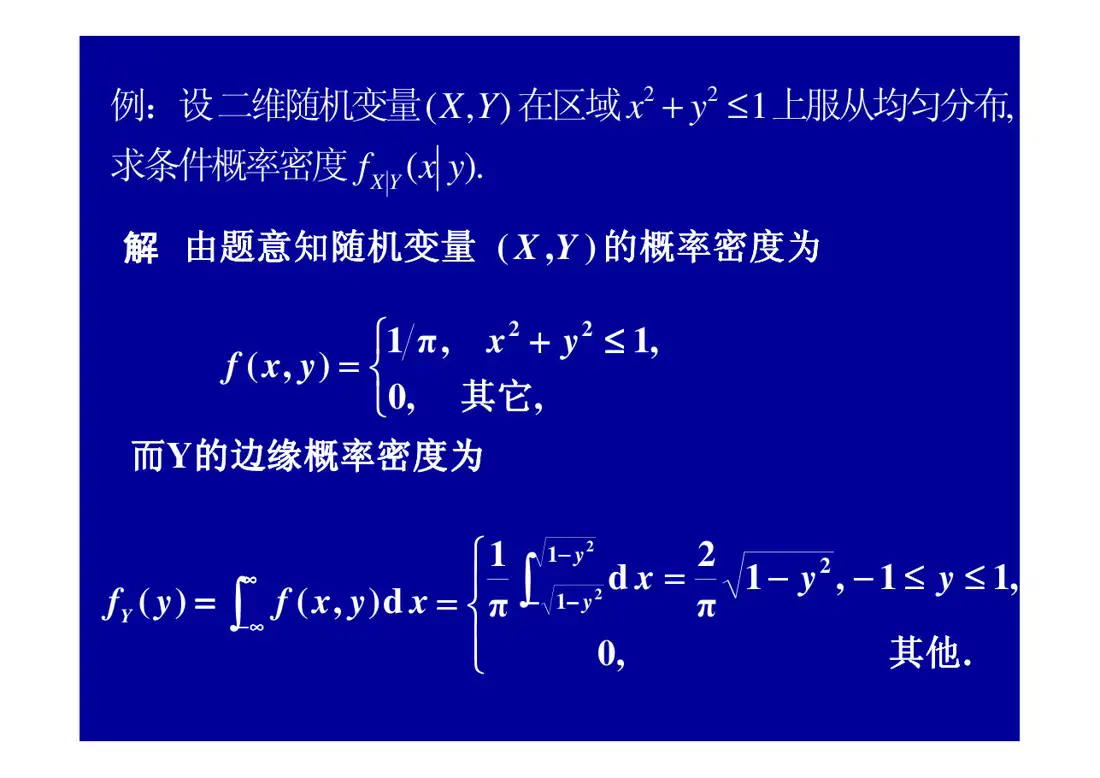 例：设二维随机变量(X,Y)在区域x²+y²≤1上服从均匀分布,
求条件概率密度f_{X|Y}(x|y).
解 由题意知随机变量 (X,Y)的概率密度为
f(x,y)={1/π, x²+y²≤1,
0, 其它,
而Y的边缘概率密度为
f_Y(y)=∫_{-∞}^{∞}f(x,y)dx={1/π∫_{-√(1-y²)}^{√(1-y²)}dx=2/π√(1-y²),-1≤y≤1,
0, 其他.